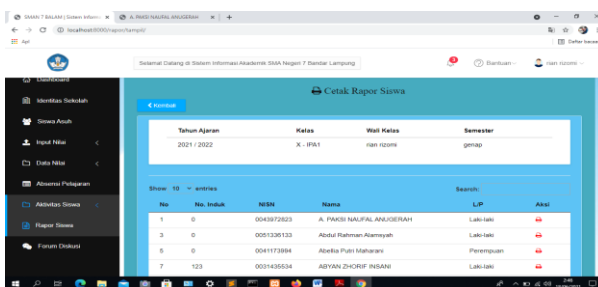 SMAN 7 BALAM | Sistem Inform
A. PAKSI NAUFAL ANUGERAH
localhost:8000/rapor/tampil/
Apl
Daftar bacaan
Selamat Datang di Sistem Informasi Akademik SMA Negeri 7 Bandar Lampung
Bantuan
rian rizomi
Dashboard
Identitas Sekolah
Siswa Asuh
Input Nilai
Data Nilai
Absensi Pelajaran
Aktivitas Siswa
Rapor Siswa
Forum Diskusi
Cetak Rapor Siswa
Kembali
Tahun Ajaran Kelas Wali Kelas Semester
2021 / 2022 X - IPA1 rian rizomi genap
Show 10 entries Search:
No No. Induk NISN Nama L/P Aksi
1 0 0043972823 A. PAKSI NAUFAL ANUGERAH Laki-laki
3 0 0051336133 Abdul Rahman Alamsyah Laki-laki
5 0 0041173984 Abellia Putri Maharani Perempuan
7 123 0031435534 ABYAN ZHORIF INSANI Laki-laki